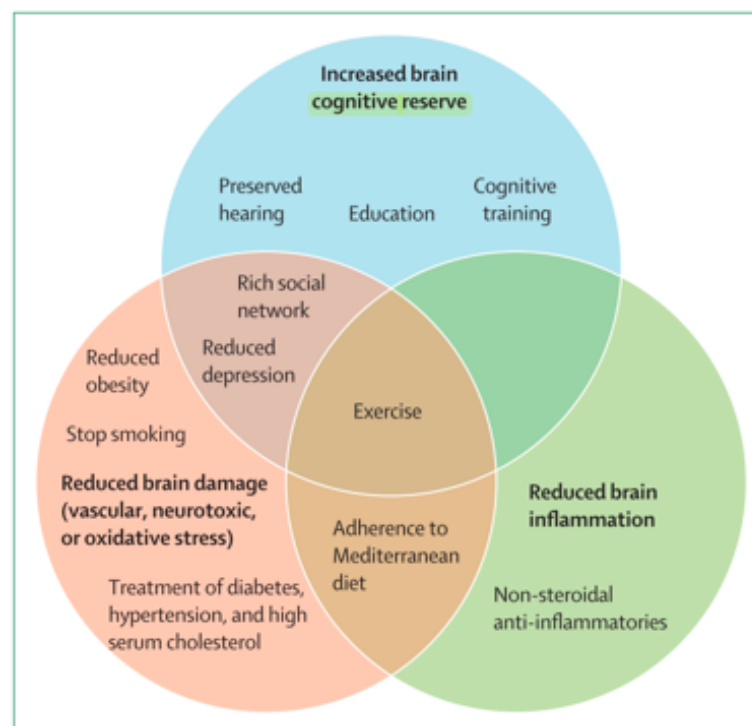 Increased brain
cognitive reserve
Preserved
hearing
Education
Cognitive
training
Rich social
network
Reduced
depression
Reduced
obesity
Stop smoking
Exercise
Reduced brain damage
(vascular, neurotoxic,
or oxidative stress)
Reduced brain
inflammation
Adherence to
Mediterranean
diet
Treatment of diabetes,
hypertension, and high
serum cholesterol
Non-steroidal
anti-inflammatories